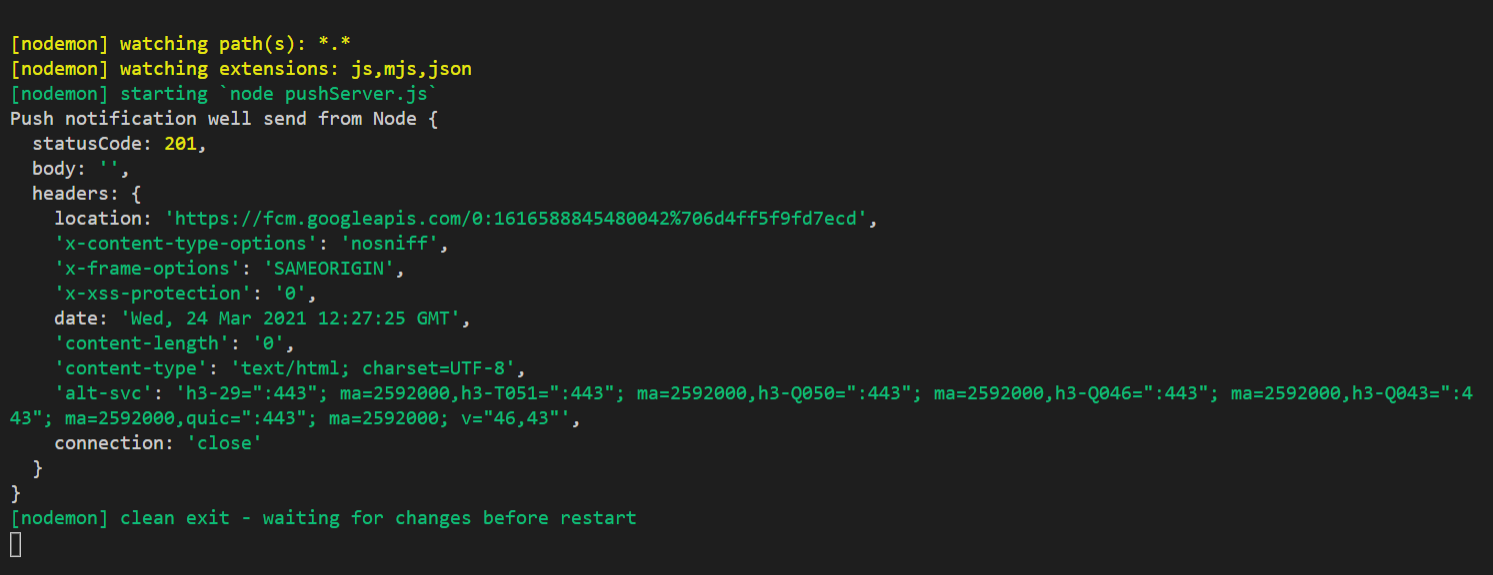 [nodemon] watching path(s): *.*
[nodemon] watching extensions: js,mjs,json
[nodemon] starting `node pushServer.js`
Push notification well send from Node {
  statusCode: 201,
  body: '',
  headers: {
    location: 'https://fcm.googleapis.com/0:1616588845480042%706d4ff5f9fd7ecd',
    'x-content-type-options': 'nosniff',
    'x-frame-options': 'SAMEORIGIN',
    'x-xss-protection': '0',
    date: 'Wed, 24 Mar 2021 12:27:25 GMT',
    'content-length': '0',
    'content-type': 'text/html; charset=UTF-8',
    'alt-svc': 'h3-29=":443"; ma=2592000,h3-T051=":443"; ma=2592000,h3-Q050=":443"; ma=2592000,h3-Q046=":443"; ma=2592000,h3-Q043=":4
43"; ma=2592000,quic=":443"; ma=2592000; v="46,43"',
    connection: 'close'
  }
}
[nodemon] clean exit - waiting for changes before restart